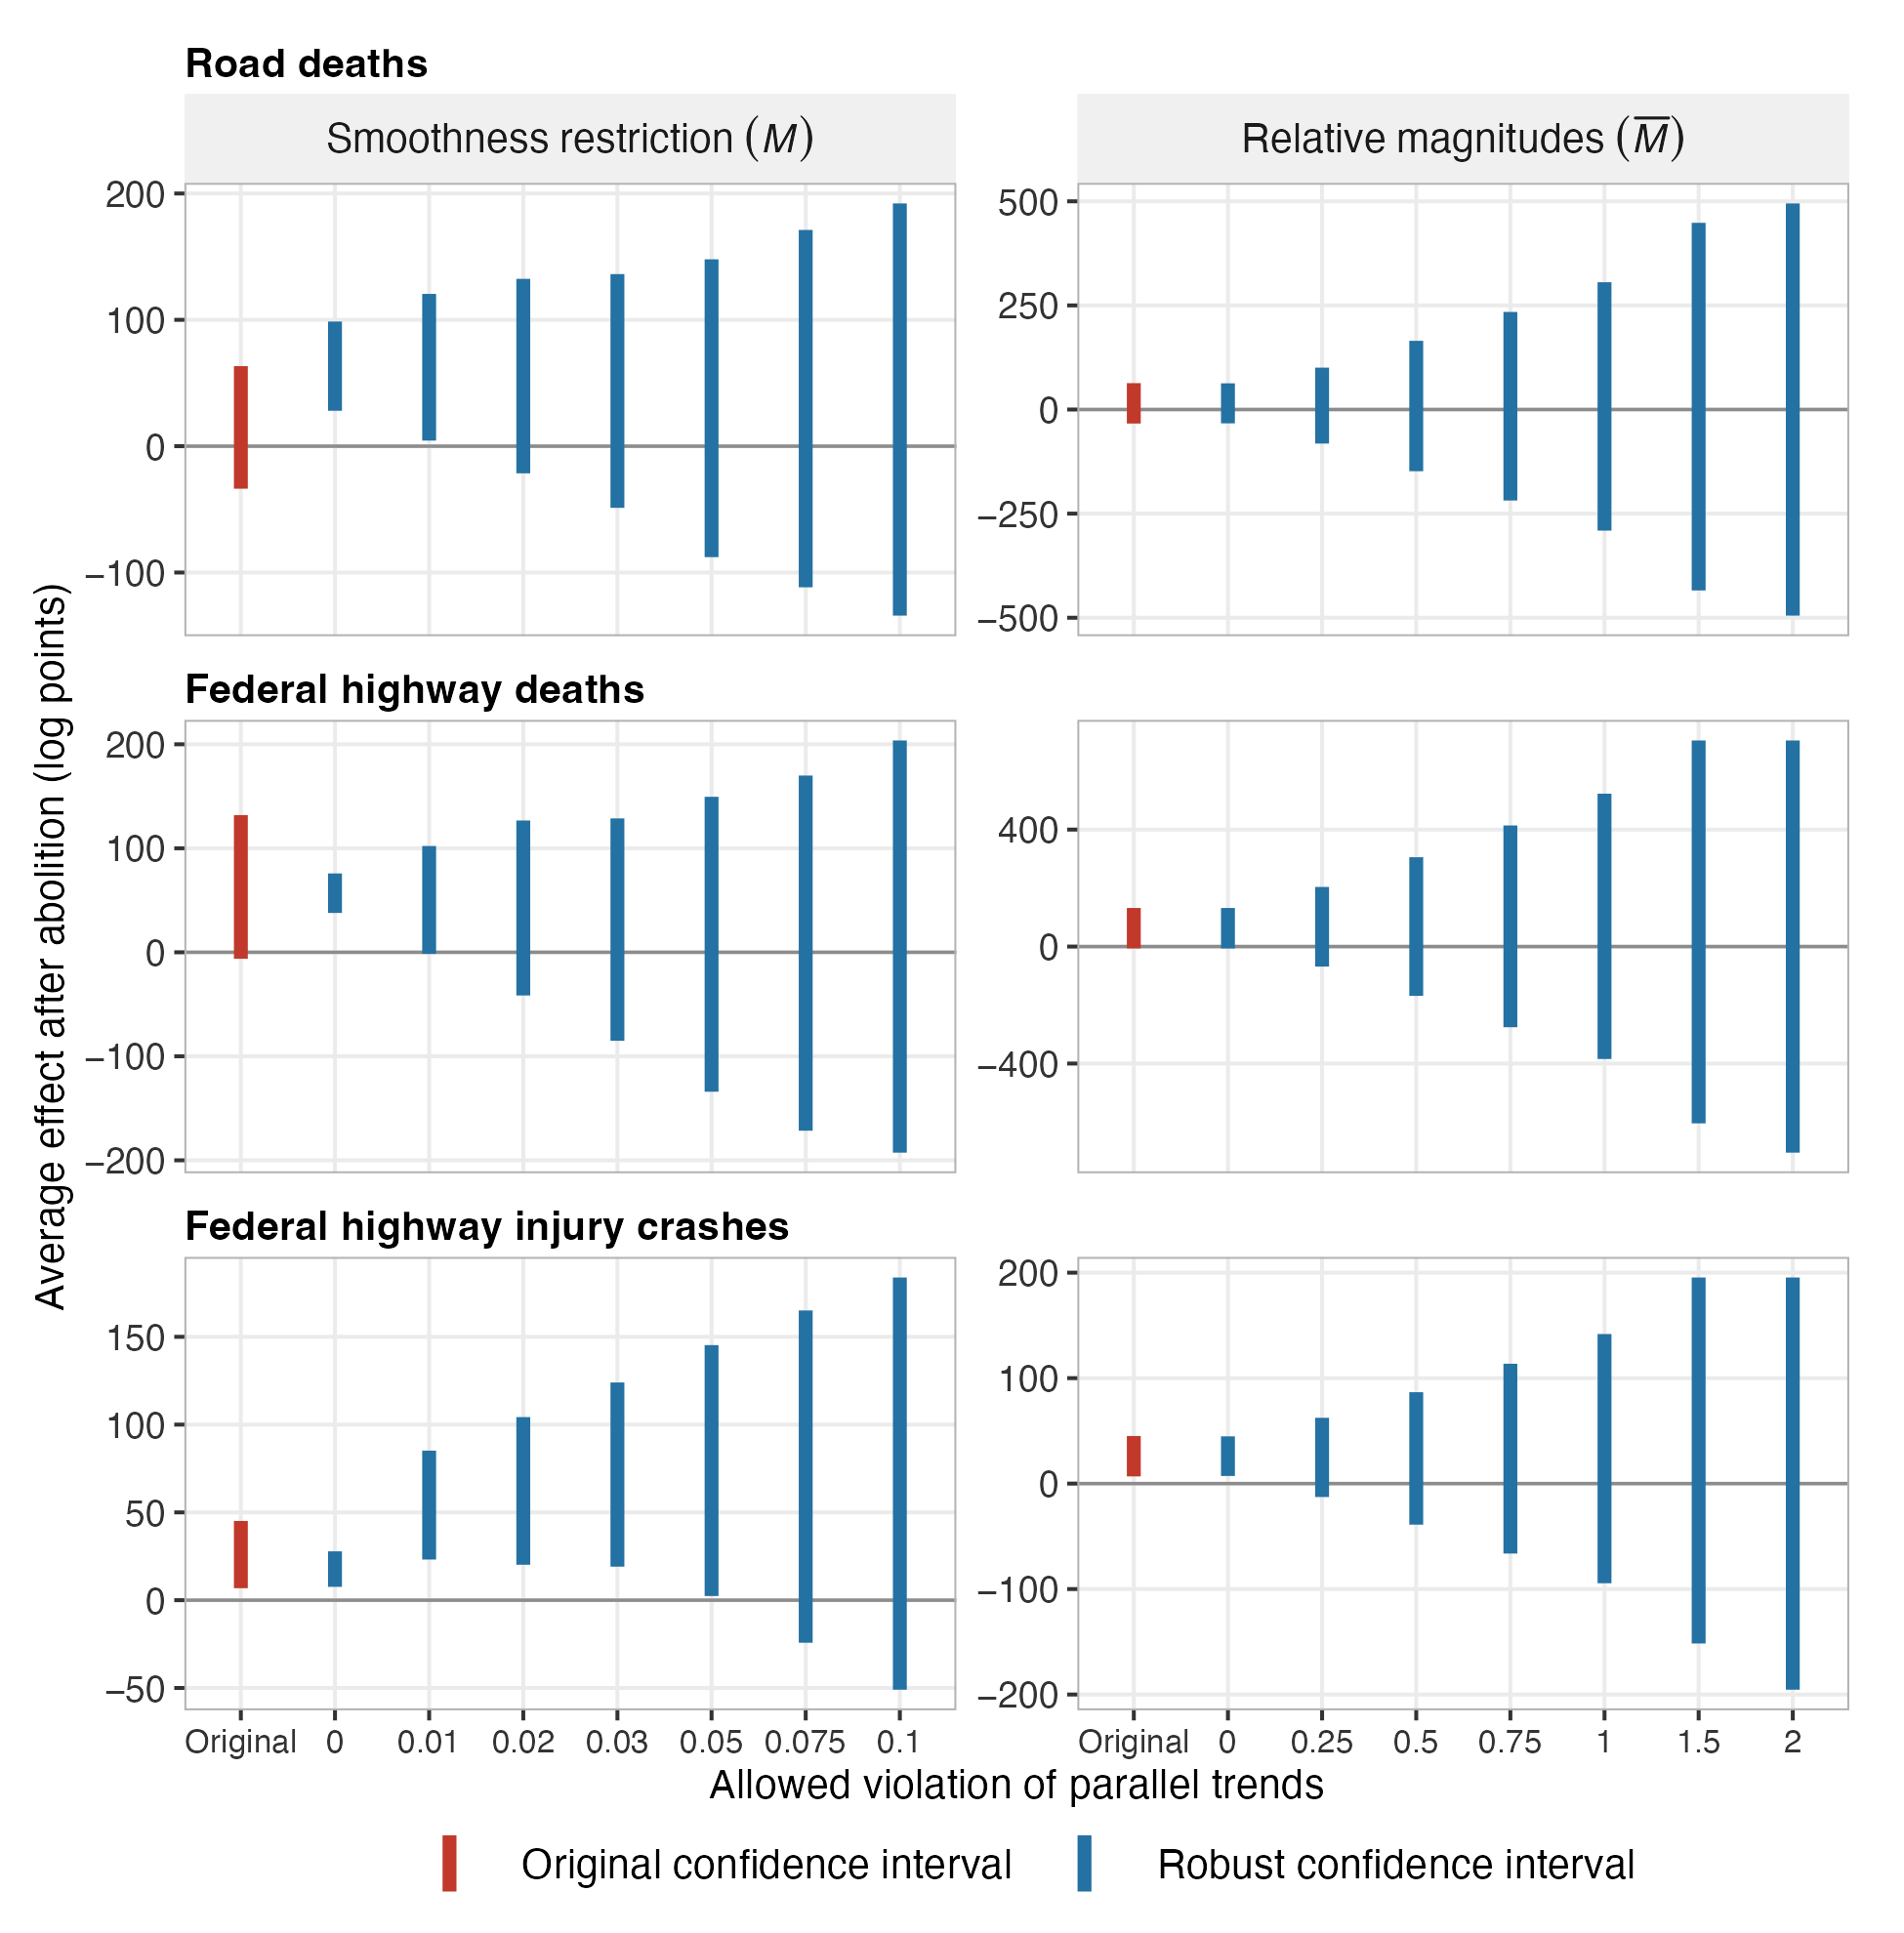 Road deaths
Smoothness restriction (M)
Relative magnitudes (M̅)
200
100
0
−100
500
250
0
−250
−500
Federal highway deaths
200
100
0
−100
−200
400
0
−400
Federal highway injury crashes
150
100
50
0
−50
200
100
0
−100
−200
Average effect after abolition (log points)
Original 0 0.01 0.02 0.03 0.05 0.075 0.1
Original 0 0.25 0.5 0.75 1 1.5 2
Allowed violation of parallel trends
Original confidence interval
Robust confidence interval